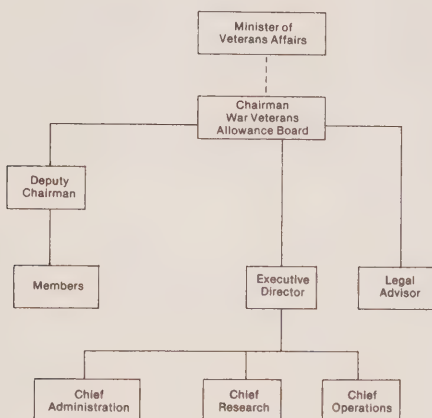 Minister of
Veterans Affairs
Chairman
War Veterans
Allowance Board
Deputy
Chairman
Members
Executive
Director
Legal
Advisor
Chief
Administration
Chief
Research
Chief
Operations